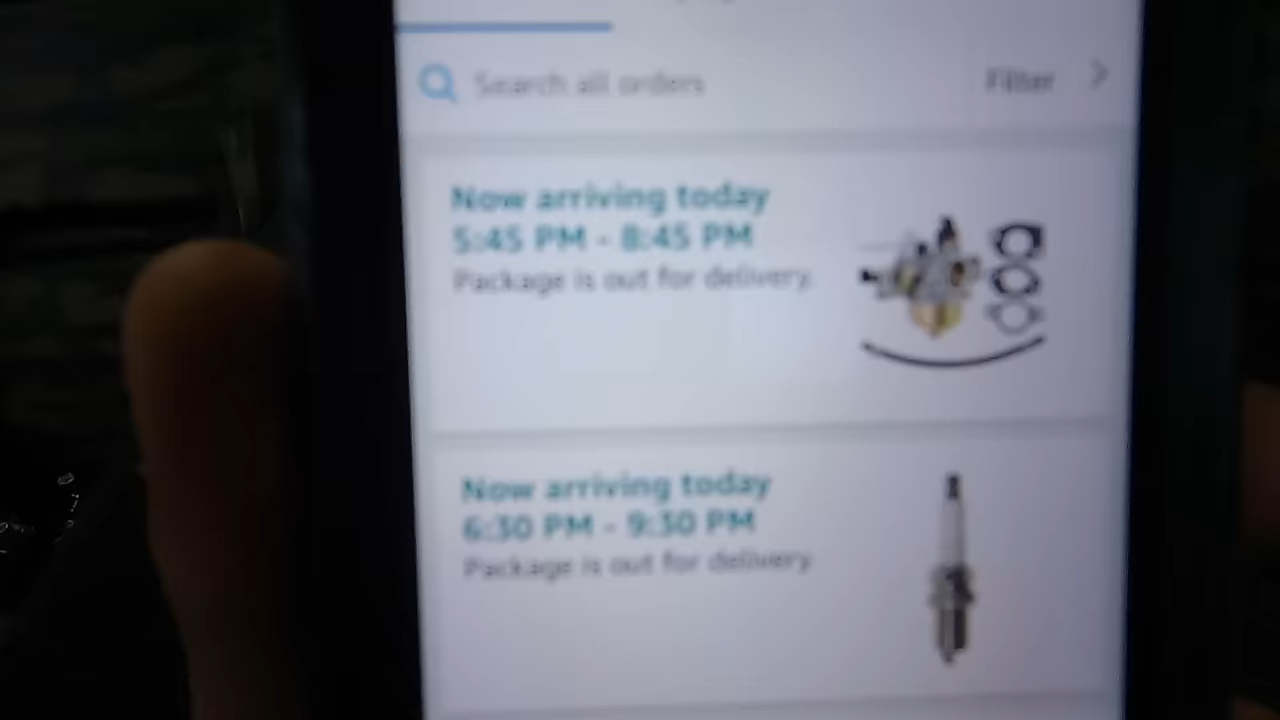 Search all orders
Filter
Now arriving today
5:45 PM - 8:45 PM
Package is out for delivery.
Now arriving today
6:30 PM - 9:30 PM
Package is out for delivery